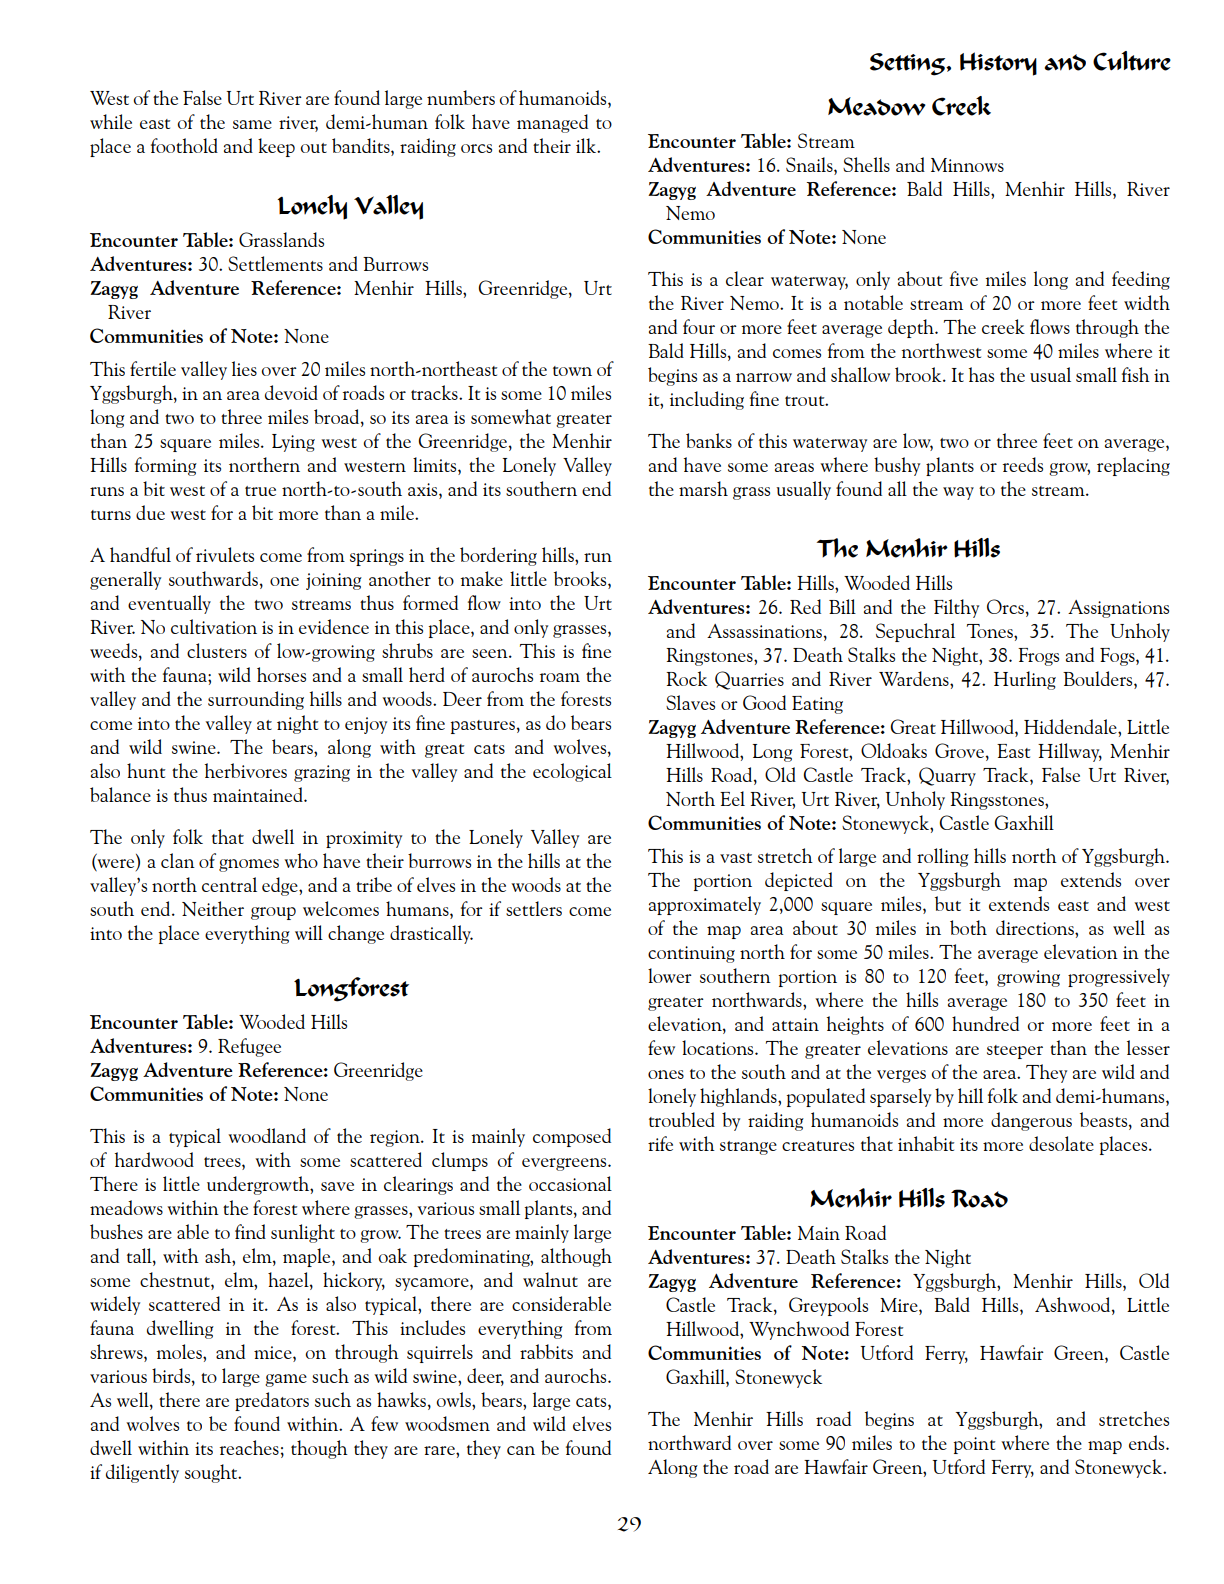 Setting, History and Culture
West of the False Urt River are found large numbers of humanoids,
while east of the same river, demi-human folk have managed to
place a foothold and keep out bandits, raiding orcs and their ilk.
Lonely Valley
Encounter Table: Grasslands
Adventures: 30. Settlements and Burrows
Zagyg Adventure Reference: Menhir Hills, Greenridge, Urt
River
Communities of Note: None
This fertile valley lies over 20 miles north-northeast of the town of
Yggsburgh, in an area devoid of roads or tracks. It is some 10 miles
long and two to three miles broad, so its area is somewhat greater
than 25 square miles. Lying west of the Greenridge, the Menhir
Hills forming its northern and western limits, the Lonely Valley
runs a bit west of a true north-to-south axis, and its southern end
turns due west for a bit more than a mile.
A handful of rivulets come from springs in the bordering hills, run
generally southwards, one joining another to make little brooks,
and eventually the two streams thus formed flow into the Urt
River. No cultivation is in evidence in this place, and only grasses,
weeds, and clusters of low-growing shrubs are seen. This is fine
with the fauna; wild horses and a small herd of aurochs roam the
valley and the surrounding hills and woods. Deer from the forests
come into the valley at night to enjoy its fine pastures, as do bears
and wild swine. The bears, along with great cats and wolves,
also hunt the herbivores grazing in the valley and the ecological
balance is thus maintained.
The only folk that dwell in proximity to the Lonely Valley are
(were) a clan of gnomes who have their burrows in the hills at the
valley's north central edge, and a tribe of elves in the woods at the
south end. Neither group welcomes humans, for if settlers come
into the place everything will change drastically.
Longforest
Encounter Table: Wooded Hills
Adventures: 9. Refugee
Zagyg Adventure Reference: Greenridge
Communities of Note: None
This is a typical woodland of the region. It is mainly composed
of hardwood trees, with some scattered clumps of evergreens.
There is little undergrowth, save in clearings and the occasional
meadows within the forest where grasses, various small plants, and
bushes are able to find sunlight to grow. The trees are mainly large
and tall, with ash, elm, maple, and oak predominating, although
some chestnut, elm, hazel, hickory, sycamore, and walnut are
widely scattered in it. As is also typical, there are considerable
fauna dwelling in the forest. This includes everything from
shrews, moles, and mice, on through squirrels and rabbits and
various birds, to large game such as wild swine, deer, and aurochs.
As well, there are predators such as hawks, owls, bears, large cats,
and wolves to be found within. A few woodsmen and wild elves
dwell within its reaches; though they are rare, they can be found
if diligently sought.
Meadow Creek
Encounter Table: Stream
Adventures: 16. Snails, Shells and Minnows
Zagyg Adventure Reference: Bald Hills, Menhir Hills, River
Nemo
Communities of Note: None
This is a clear waterway, only about five miles long and feeding
the River Nemo. It is a notable stream of 20 or more feet width
and four or more feet average depth. The creek flows through the
Bald Hills, and comes from the northwest some 40 miles where it
begins as a narrow and shallow brook. It has the usual small fish in
it, including fine trout.
The banks of this waterway are low, two or three feet on average,
and have some areas where bushy plants or reeds grow, replacing
the marsh grass usually found all the way to the stream.
The Menhir Hills
Encounter Table: Hills, Wooded Hills
Adventures: 26. Red Bill and the Filthy Orcs, 27. Assignations
and Assassinations, 28. Sepuchral Tones, 35. The Unholy
Ringstones, 37. Death Stalks the Night, 38. Frogs and Fogs, 41.
Rock Quarries and River Wardens, 42. Hurling Boulders, 47.
Slaves or Good Eating
Zagyg Adventure Reference: Great Hillwood, Hiddendale, Little
Hillwood, Long Forest, Oldoaks Grove, East Hillway, Menhir
Hills Road, Old Castle Track, Quarry Track, False Urt River,
North Eel River, Urt River, Unholy Ringsstones,
Communities of Note: Stonewyck, Castle Gaxhill
This is a vast stretch of large and rolling hills north of Yggsburgh.
The portion depicted on the Yggsburgh map extends over
approximately 2,000 square miles, but it extends east and west
of the map area about 30 miles in both directions, as well as
continuing north for some 50 miles. The average elevation in the
lower southern portion is 80 to 120 feet, growing progressively
greater northwards, where the hills average 180 to 350 feet in
elevation, and attain heights of 600 hundred or more feet in a
few locations. The greater elevations are steeper than the lesser
ones to the south and at the verges of the area. They are wild and
lonely highlands, populated sparsely by hill folk and demi-humans,
troubled by raiding humanoids and more dangerous beasts, and
rife with strange creatures that inhabit its more desolate places.
Menhir Hills Road
Encounter Table: Main Road
Adventures: 37. Death Stalks the Night
Zagyg Adventure Reference: Yggsburgh, Menhir Hills, Old
Castle Track, Greypools Mire, Bald Hills, Ashwood, Little
Hillwood, Wynchwood Forest
Communities of Note: Utford Ferry, Hawfair Green, Castle
Gaxhill, Stonewyck
The Menhir Hills road begins at Yggsburgh, and stretches
northward over some 90 miles to the point where the map ends.
Along the road are Hawfair Green, Utford Ferry, and Stonewyck.
29